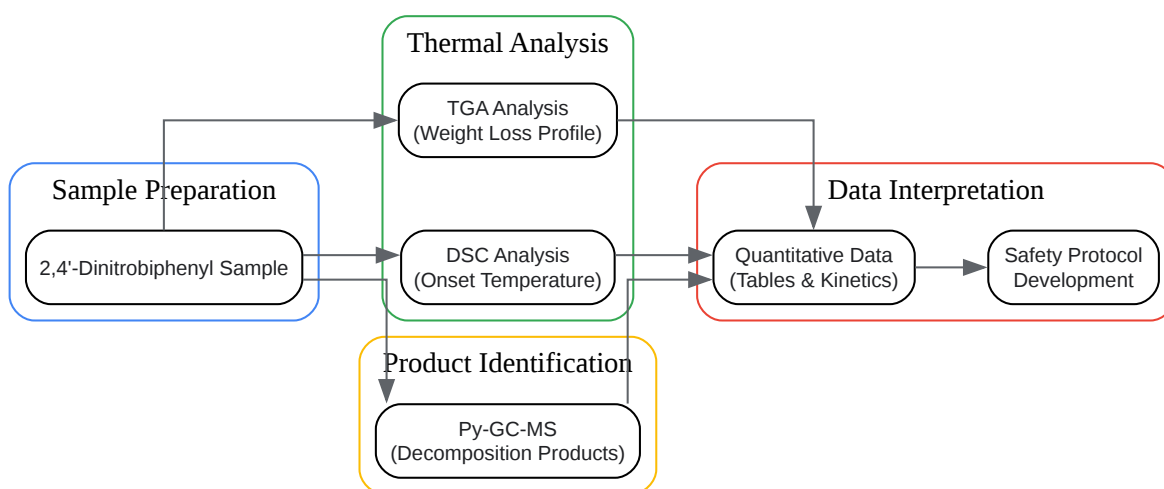 Thermal Analysis
TGA Analysis
(Weight Loss Profile)
Sample Preparation
2,4'-Dinitrobiphenyl Sample
DSC Analysis
(Onset Temperature)
Data Interpretation
Quantitative Data
(Tables & Kinetics)
Safety Protocol
Development
Product Identification
Py-GC-MS
(Decomposition Products)